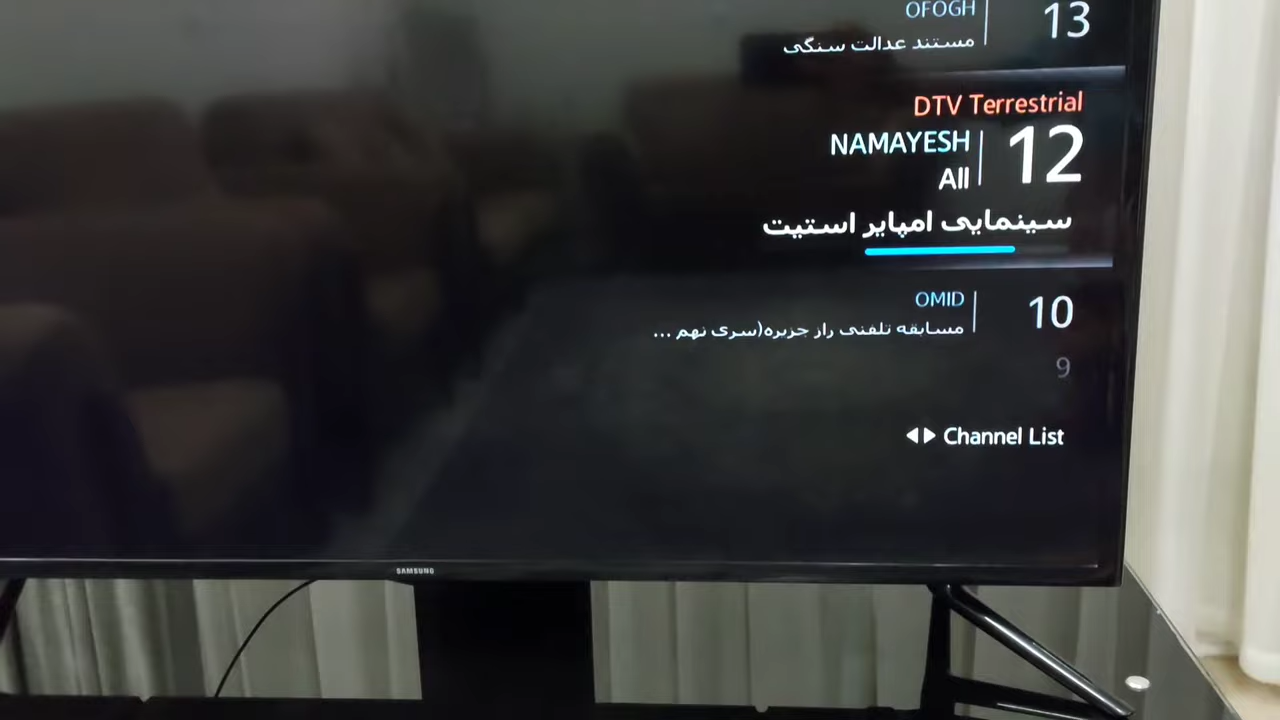 OFOGH
13
مستند عدالت سنگی
DTV Terrestrial
NAMAYESH
12
All
سینمایی امپایر استیت
OMID
10
مسابقه تلفنی راز جزیره(سری نهم ...
9
Channel List
SAMSUNG